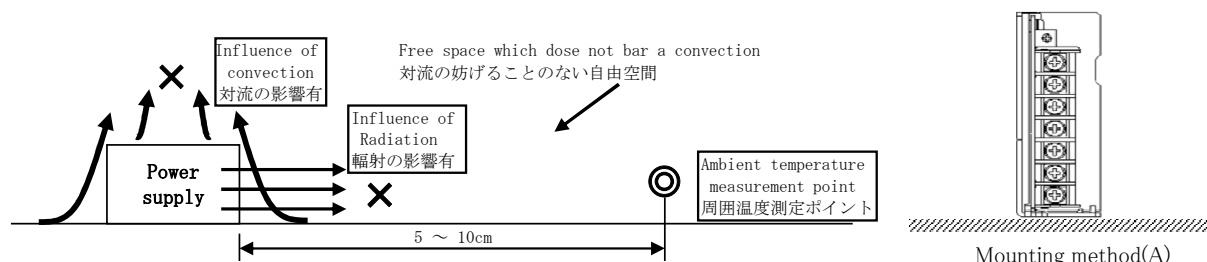 Influence of
convection
対流の影響有
Free space which dose not bar a convection
対流の妨げることのない自由空間
Influence of
Radiation
輻射の影響有
Power
supply
Ambient temperature
measurement point
周囲温度測定ポイント
5 ～ 10cm
Mounting method(A)